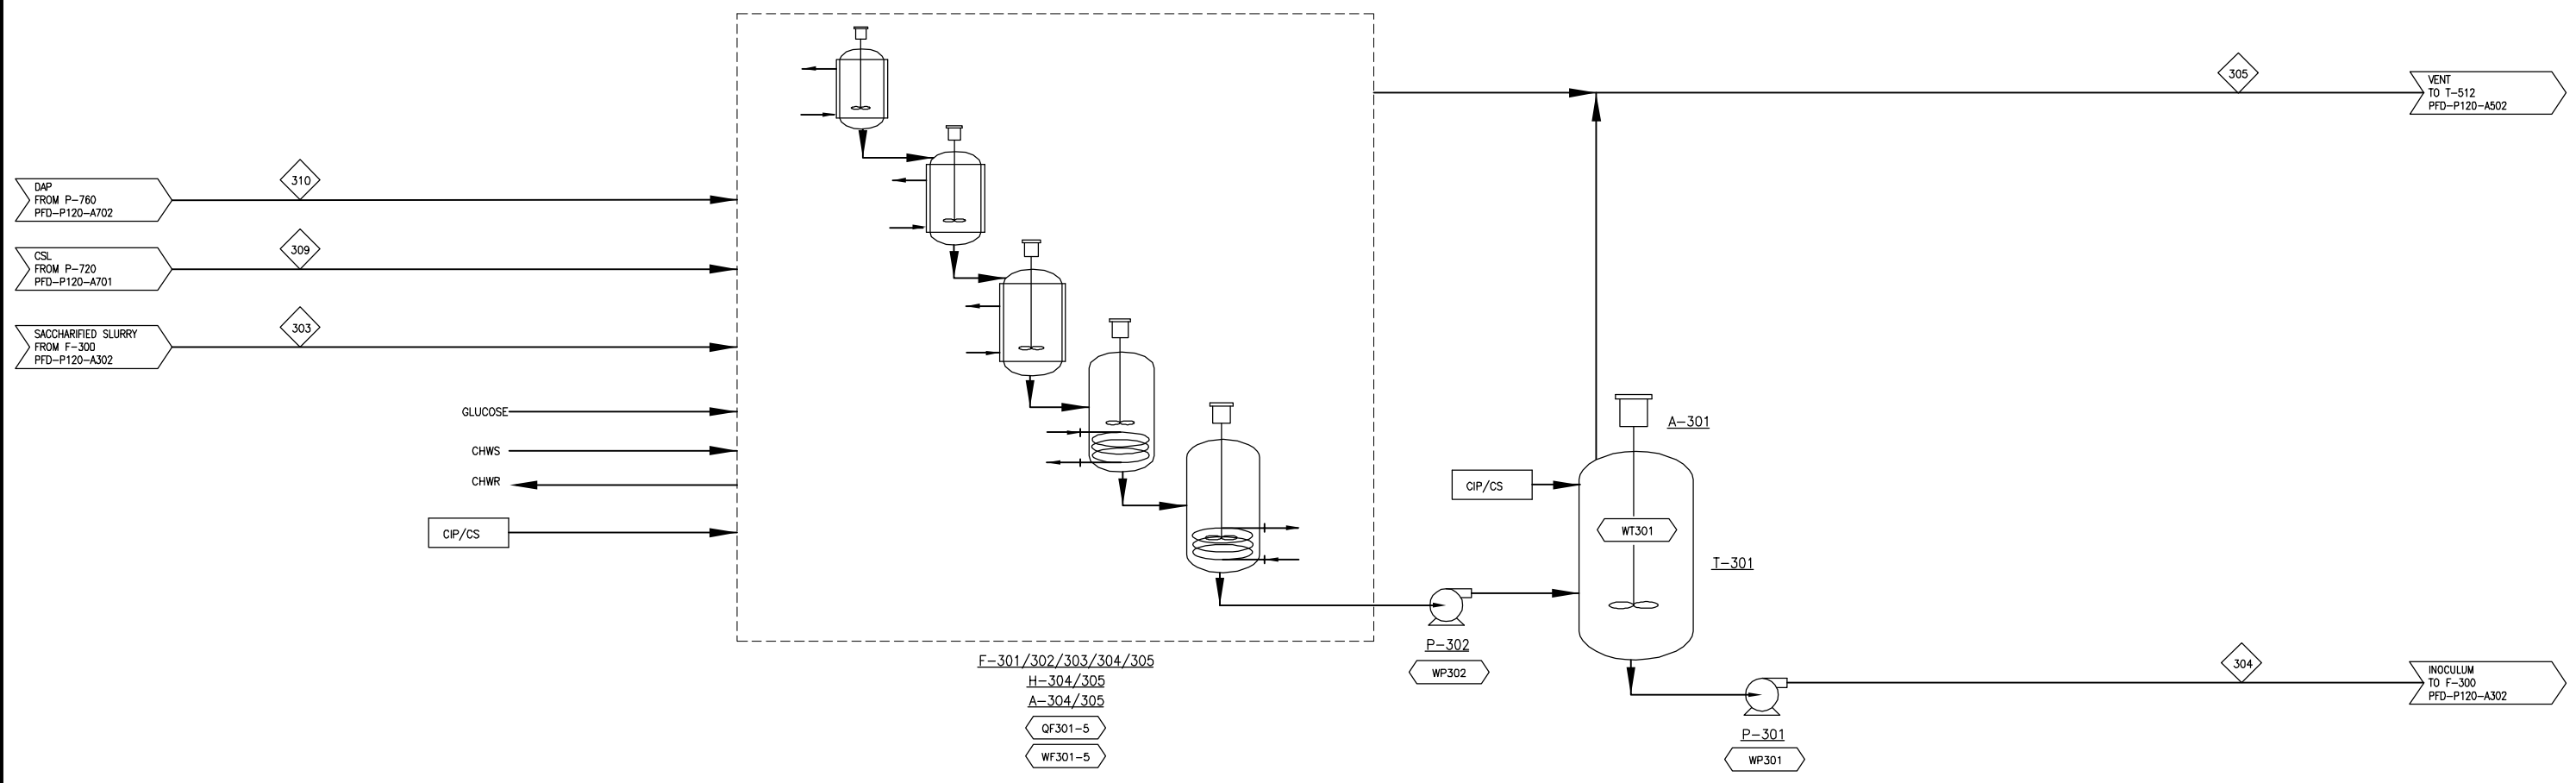 305
VENT
TO T-512
PFD-P120-A502
310
DAP
FROM P-760
PFD-P120-A702
309
CSL
FROM P-720
PFD-P120-A701
303
SACCHARIFIED SLURRY
FROM F-300
PFD-P120-A302
GLUCOSE
CHWS
CHWR
CIP/CS
A-301
CIP/CS
WT301
T-301
F-301/302/303/304/305
H-304/305
A-304/305
QF301-5
WF301-5
P-302
WP302
304
INOCULUM
TO F-300
PFD-P120-A302
P-301
WP301